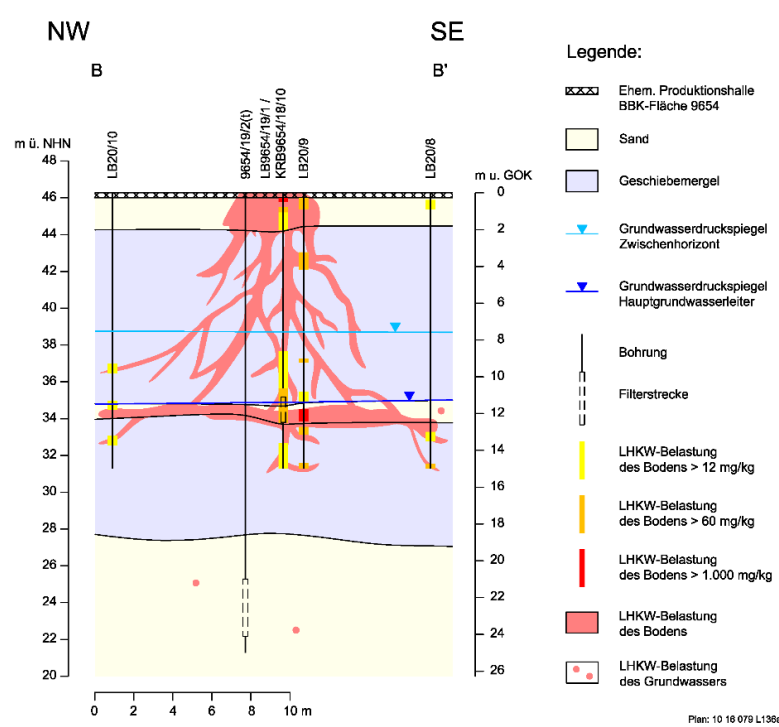 NW
SE
B
B'
m ü. NHN
LB20/10
9654/19/2(t)
LB9654/19/1 /
KRB9654/18/10
LB20/9
LB20/8
m u. GOK
48
46
44
42
40
38
36
34
32
30
28
26
24
22
20
0
2
4
6
8
10
12
14
16
18
20
22
24
26
0
2
4
6
8
10 m
Legende:
Ehem. Produktionshalle
BBK-Fläche 9654
Sand
Geschiebemergel
Grundwasserdruckspiegel
Zwischenhorizont
Grundwasserdruckspiegel
Hauptgrundwasserleiter
Bohrung
Filterstrecke
LHKW-Belastung
des Bodens > 12 mg/kg
LHKW-Belastung
des Bodens > 60 mg/kg
LHKW-Belastung
des Bodens > 1.000 mg/kg
LHKW-Belastung
des Bodens
LHKW-Belastung
des Grundwassers
Plan: 10 16 079